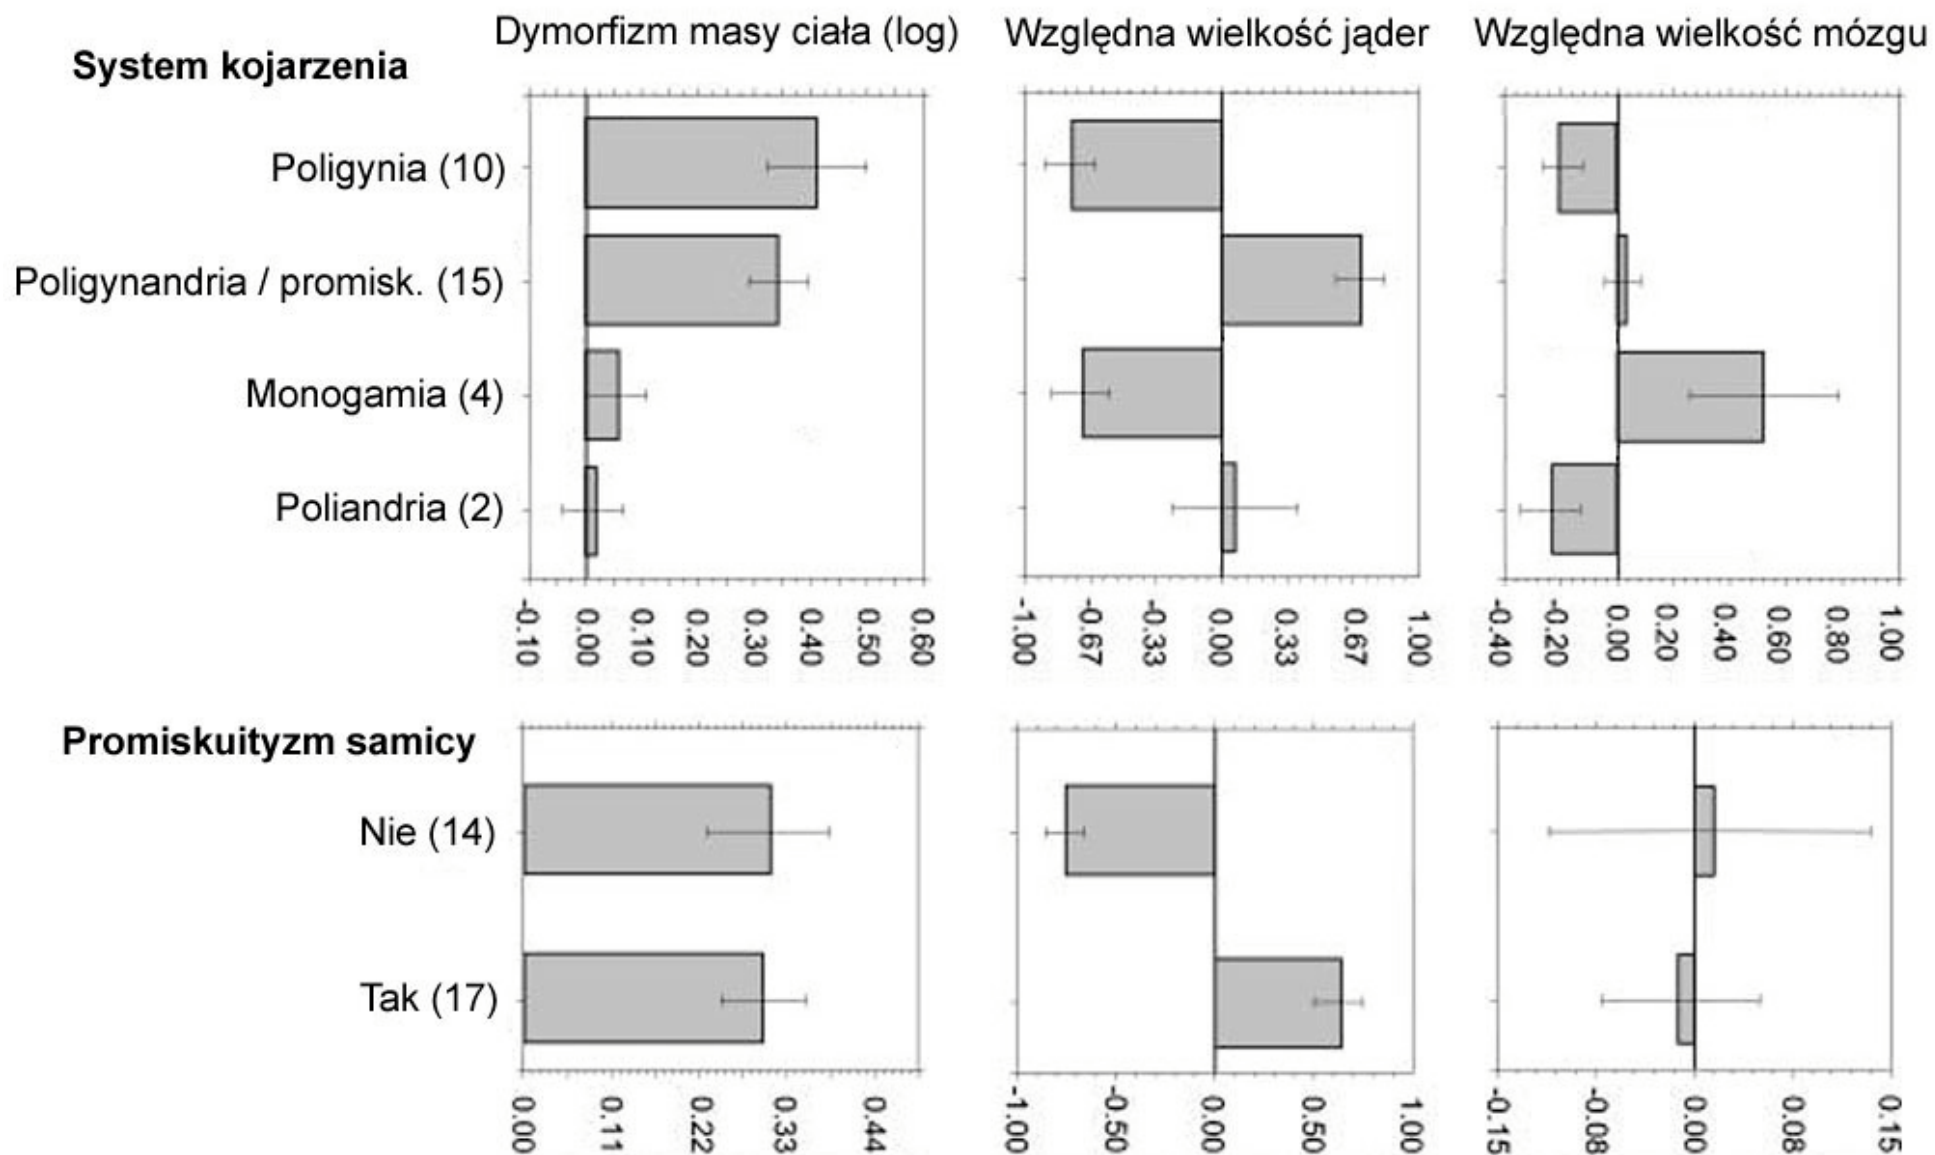 Dymorfizm masy ciała (log) Względna wielkość jąder Względna wielkość mózgu
System kojarzenia
Poligynia (10)
Poligynandria / promisk. (15)
Monogamia (4)
Poliandria (2)
-0.10 0.00 0.10 0.20 0.30 0.40 0.50 0.60 -1.00 -0.67 -0.33 0.00 0.33 0.67 1.00 -0.40 -0.20 0.00 0.20 0.40 0.60 0.80 1.00
Promiskuityzm samicy
Nie (14)
Tak (17)
0.00 0.11 0.22 0.33 0.44 -1.00 -0.50 0.00 0.50 1.00 -0.15 -0.08 0.00 0.08 0.15